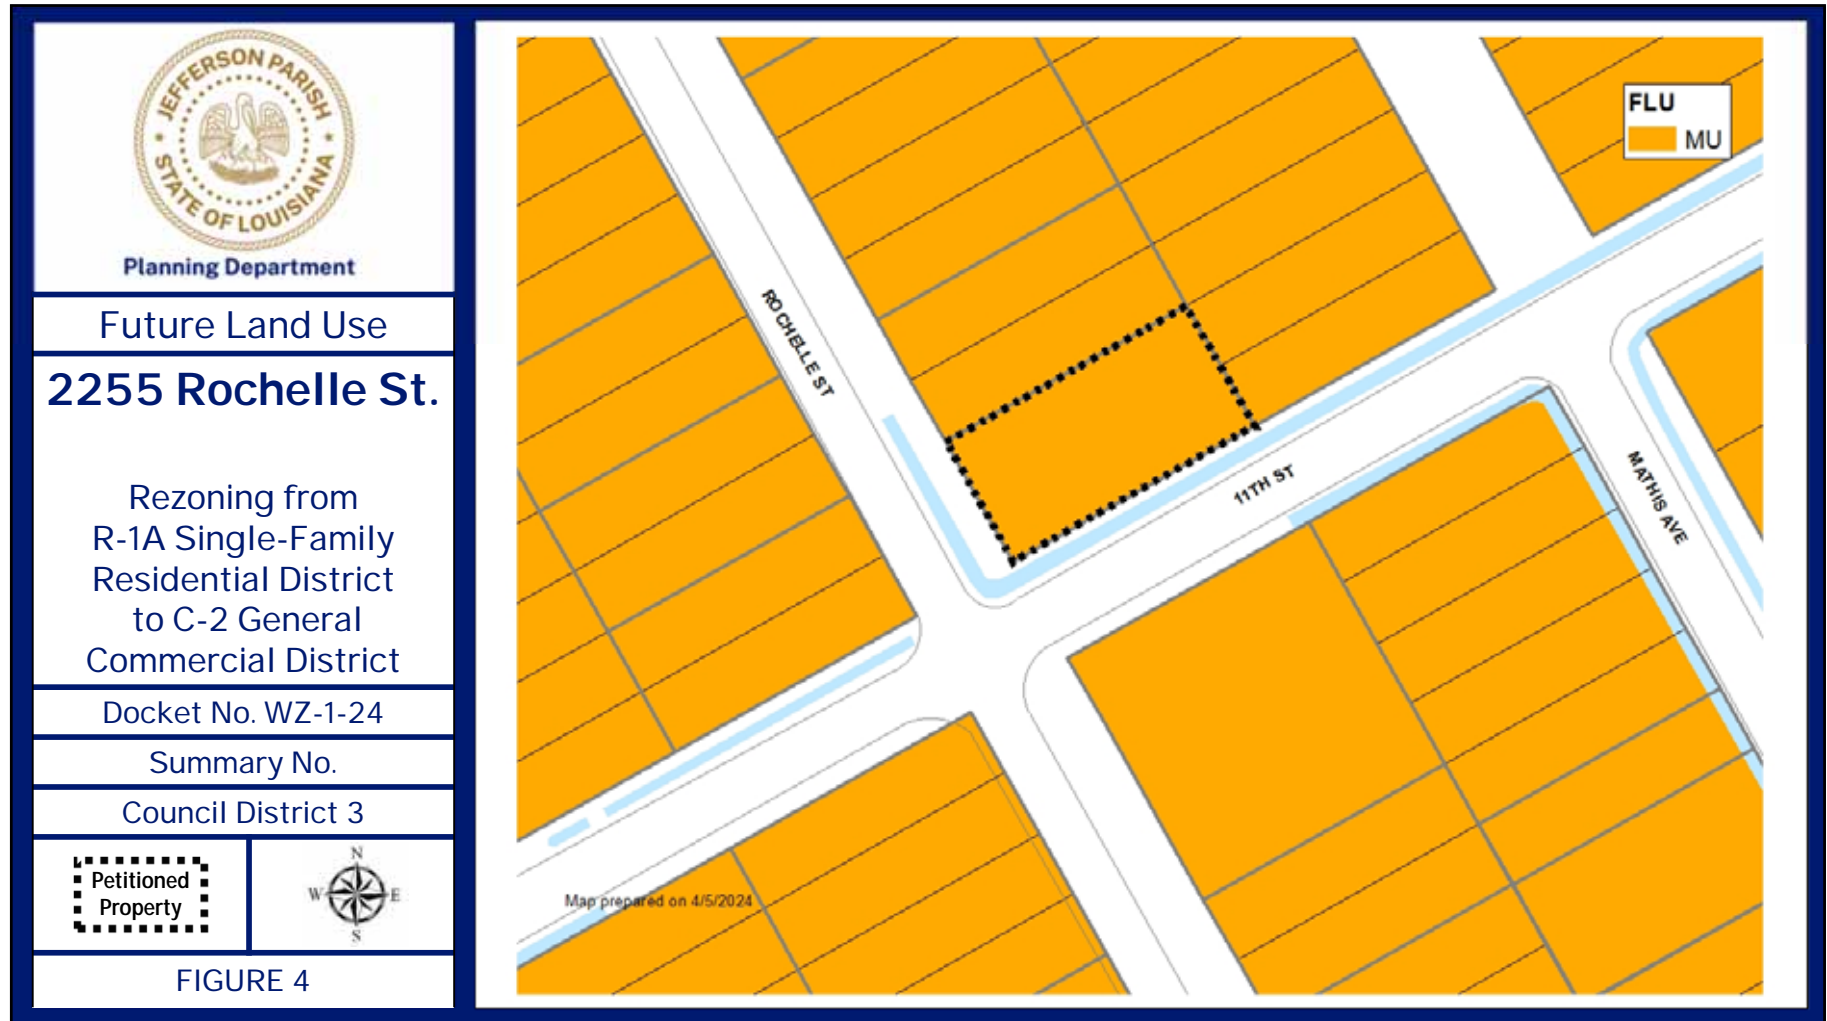 JEFFERSON PARISH
STATE OF LOUISIANA
Planning Department
Future Land Use
2255 Rochelle St.
Rezoning from
R-1A Single-Family
Residential District
to C-2 General
Commercial District
Docket No. WZ-1-24
Summary No.
Council District 3
Petitioned
Property
N
W E
S
FIGURE 4
FLU
MU
ROCHELLE ST
11TH ST
MATHIS AVE
Map prepared on 4/5/2024